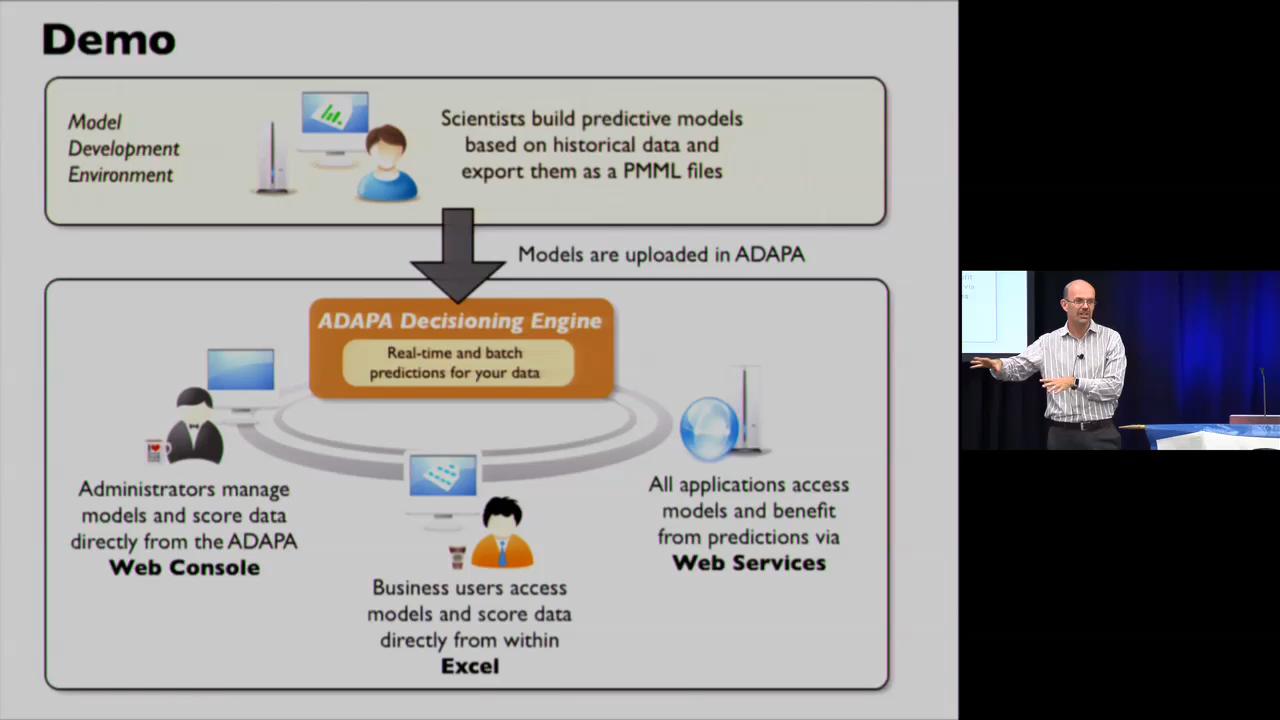 Demo
Model
Development
Environment
Scientists build predictive models
based on historical data and
export them as a PMML files
Models are uploaded in ADAPA
ADAPA Decisioning Engine
Real-time and batch
predictions for your data
Administrators manage
models and score data
directly from the ADAPA
Web Console
Business users access
models and score data
directly from within
Excel
All applications access
models and benefit
from predictions via
Web Services